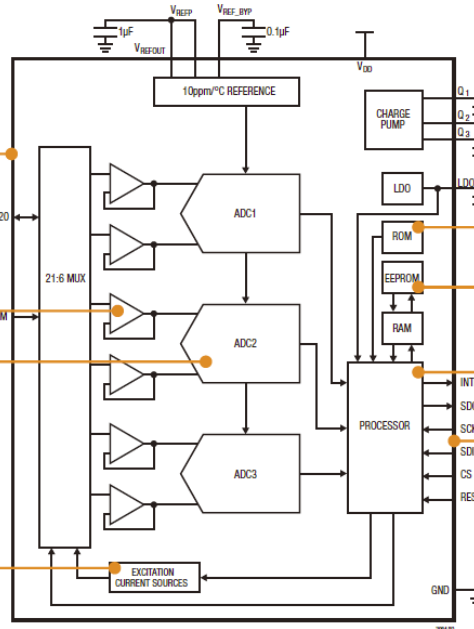 VREFP
VREF_BYP
1µF
0.1µF
VREFOUT
VDD
10ppm/°C REFERENCE
CHARGE
PUMP
Q1
Q2
Q3
LDO
LDO
ADC1
20
ROM
21:6 MUX
EEPROM
M
RAM
ADC2
INT
PROCESSOR
SDO
SCK
ADC3
SDI
CS
RES
EXCITATION
CURRENT SOURCES
GND